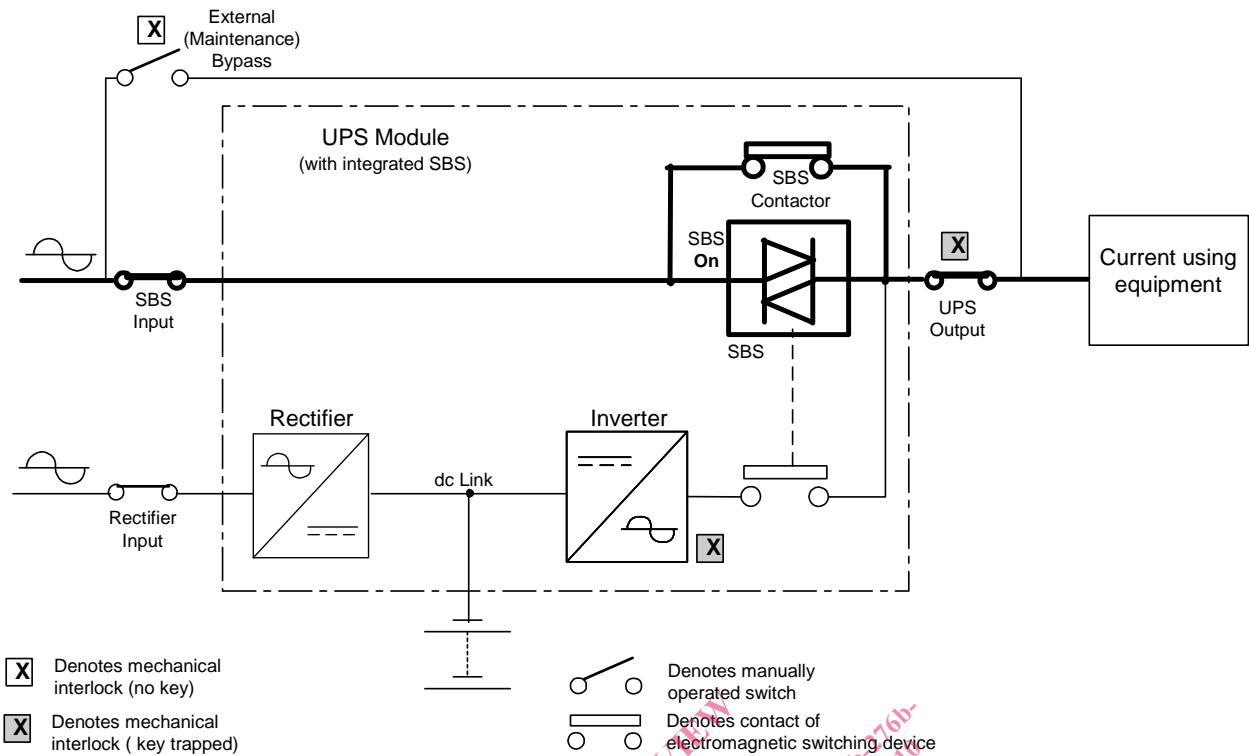 X
External
(Maintenance)
Bypass
UPS Module
(with integrated SBS)
SBS
Contactor
SBS
On
SBS
SBS
Input
X
UPS
Output
Current using
equipment
Rectifier
Inverter
dc Link
Rectifier
Input
X
X
Denotes mechanical
interlock (no key)
X
Denotes mechanical
interlock ( key trapped)
Denotes manually
operated switch
Denotes contact of
electromagnetic switching device